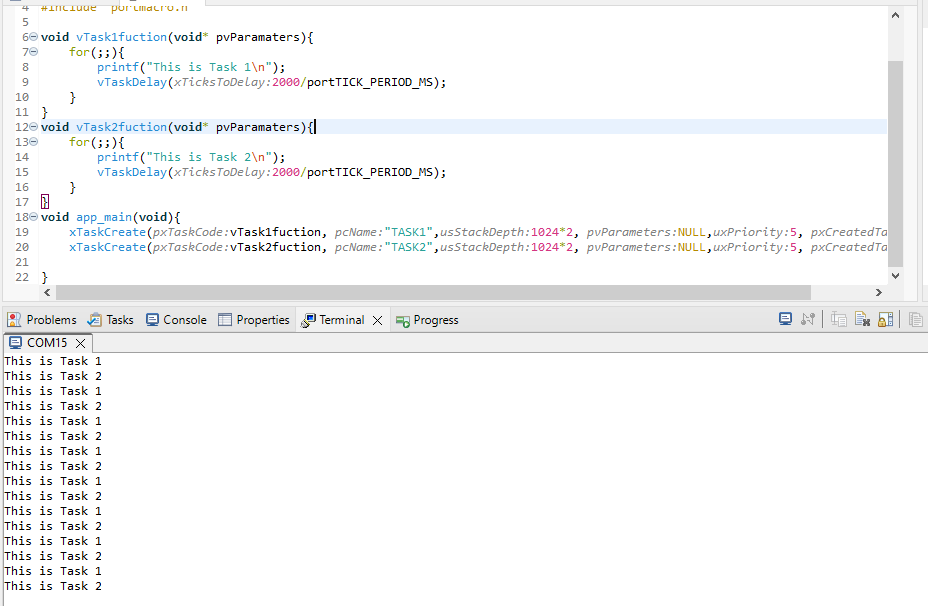 4 #include "portmacro.h"
5
6 void vTask1fuction(void* pvParamaters){
7 for(;;){
8 printf("This is Task 1\n");
9 vTaskDelay(xTicksToDelay:2000/portTICK_PERIOD_MS);
10 }
11 }
12 void vTask2fuction(void* pvParamaters){
13 for(;;){
14 printf("This is Task 2\n");
15 vTaskDelay(xTicksToDelay:2000/portTICK_PERIOD_MS);
16 }
17 }
18 void app_main(void){
19 xTaskCreate(pxTaskCode:vTask1fuction, pcName:"TASK1",usStackDepth:1024*2, pvParameters:NULL,uxPriority:5, pxCreatedTa
20 xTaskCreate(pxTaskCode:vTask2fuction, pcName:"TASK2",usStackDepth:1024*2, pvParameters:NULL,uxPriority:5, pxCreatedTa
21
22 }
Problems Tasks Console Properties Terminal Progress
COM15
This is Task 1
This is Task 2
This is Task 1
This is Task 2
This is Task 1
This is Task 2
This is Task 1
This is Task 2
This is Task 1
This is Task 2
This is Task 1
This is Task 2
This is Task 1
This is Task 2
This is Task 1
This is Task 2